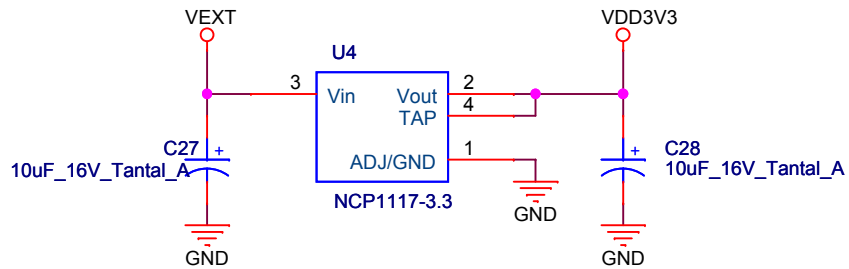 VEXT
VDD3V3
U4
3
Vin
Vout
2
TAP
4
C27
+
10uF_16V_Tantal_A
ADJ/GND
1
+
C28
10uF_16V_Tantal_A
NCP1117-3.3
GND
GND
GND